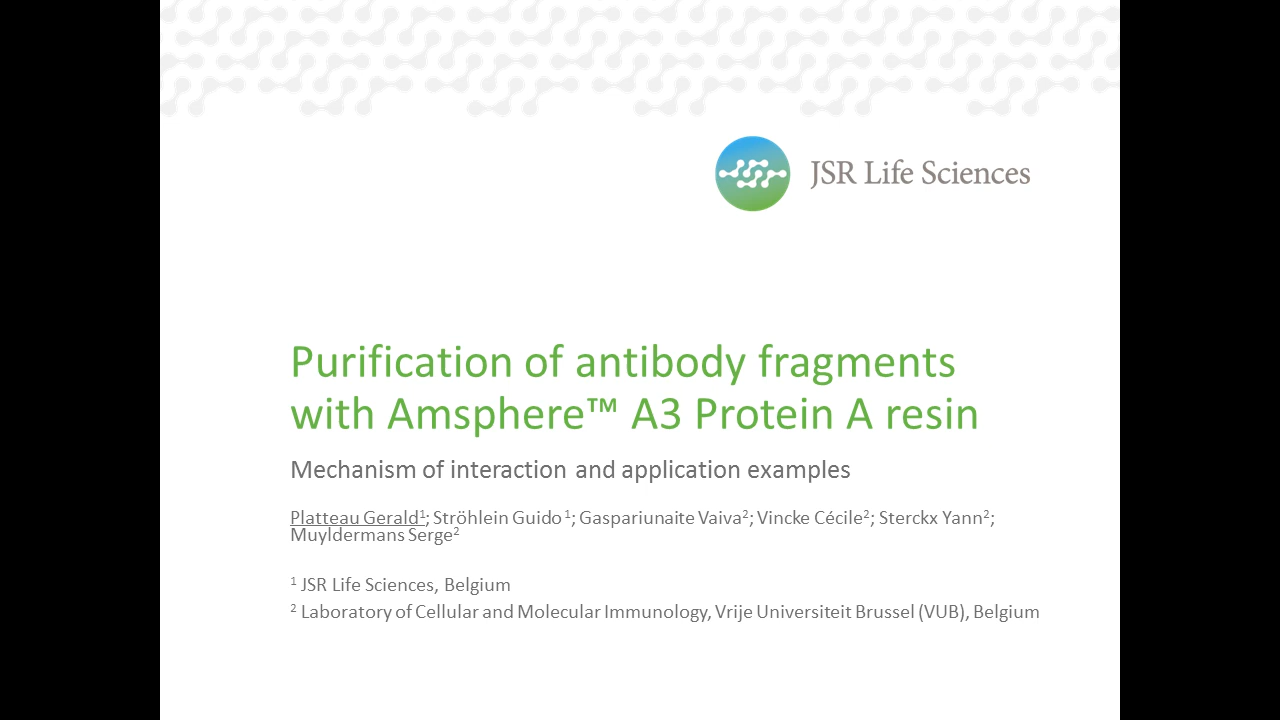 JSR Life Sciences
Purification of antibody fragments
with Amsphere™ A3 Protein A resin
Mechanism of interaction and application examples
Platteau Gerald¹; Ströhlein Guido¹; Gaspariunaite Vaiva²; Vincke Cécile²; Sterckx Yann²;
Muyldermans Serge²
¹ JSR Life Sciences, Belgium
² Laboratory of Cellular and Molecular Immunology, Vrije Universiteit Brussel (VUB), Belgium